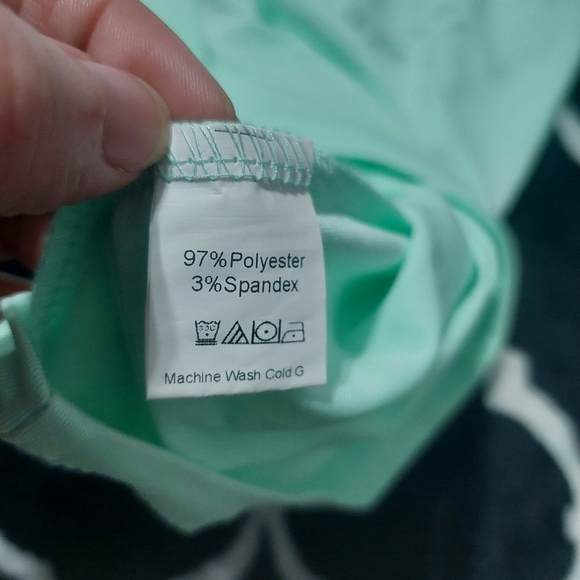 97%Polyester
3%Spandex
Machine Wash Cold G